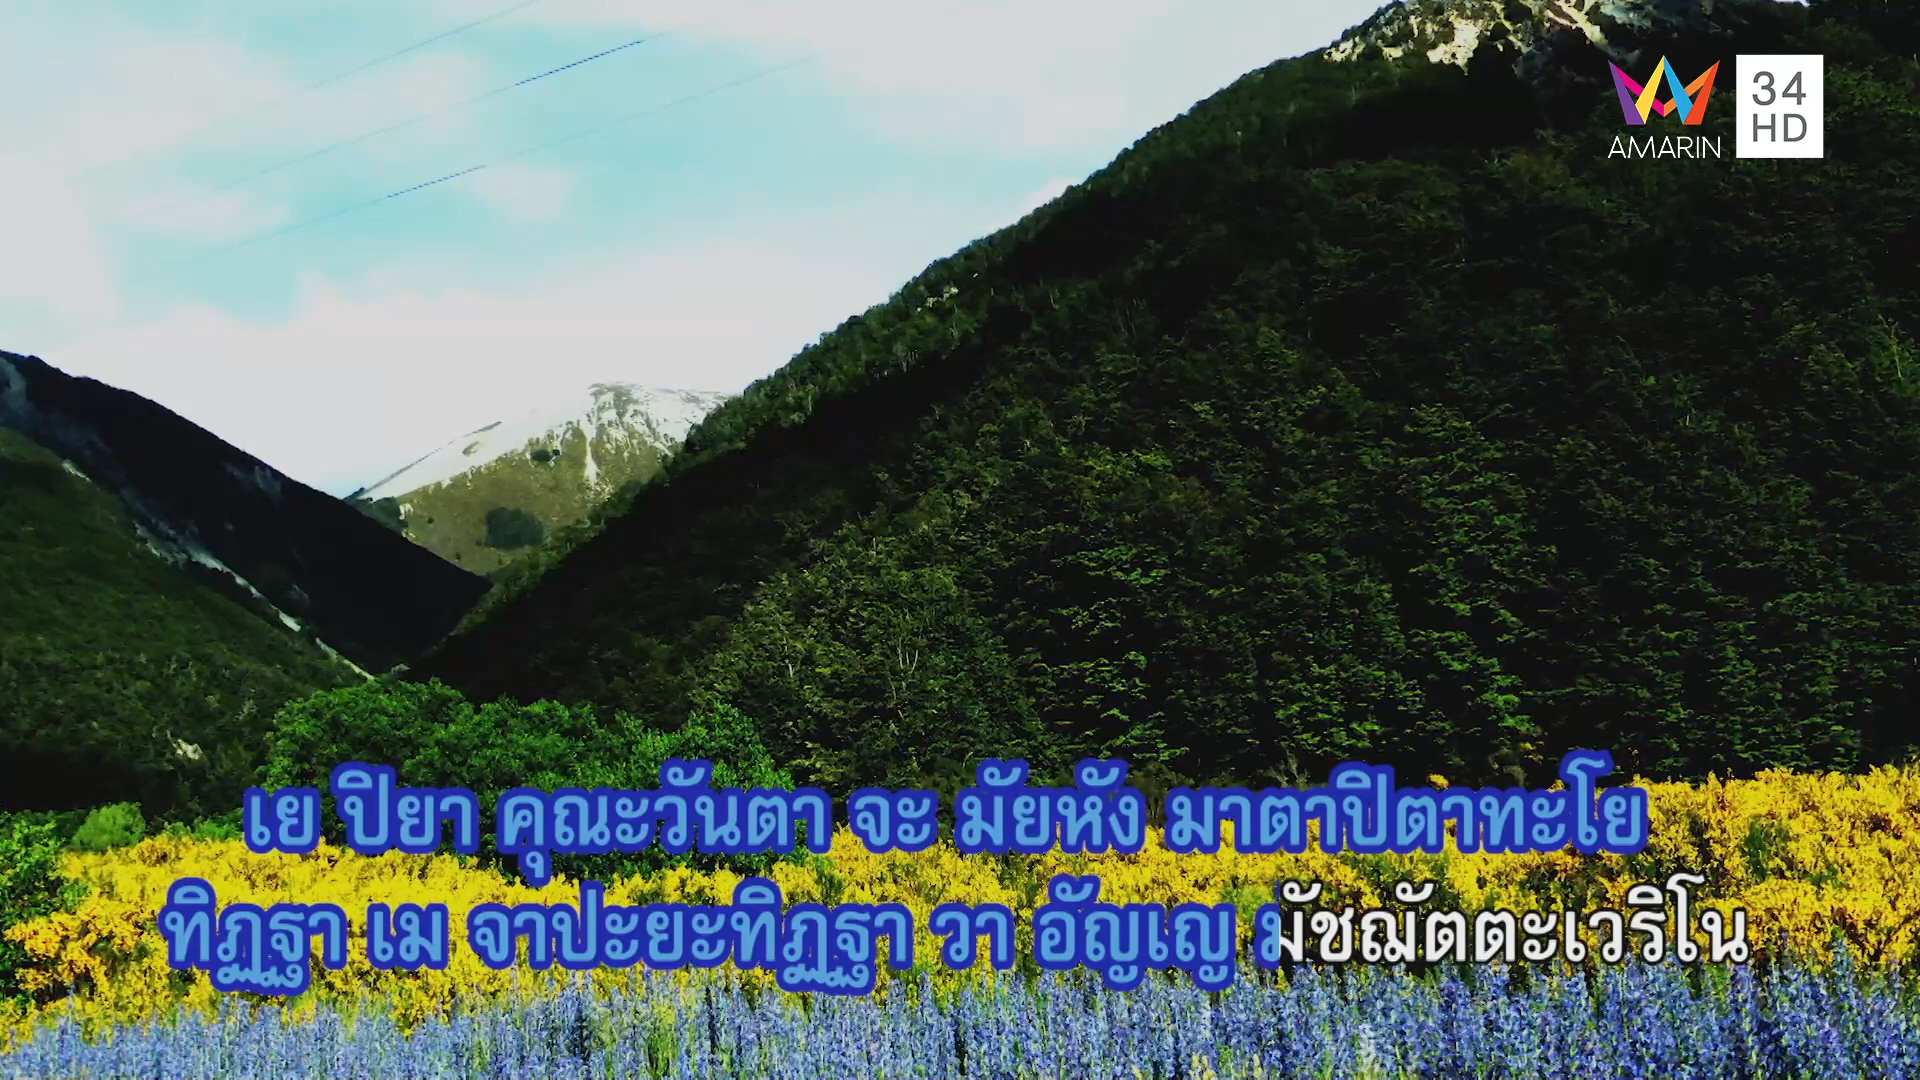 AMARIN
34
HD
เย ปิยา คุณะวันตา จะ มัยหัง มาตาปิตาทะโย
ทิฏฐา เม จาปะยะทิฏฐา วา อัญเญ มัชฌัตตะเวริโน